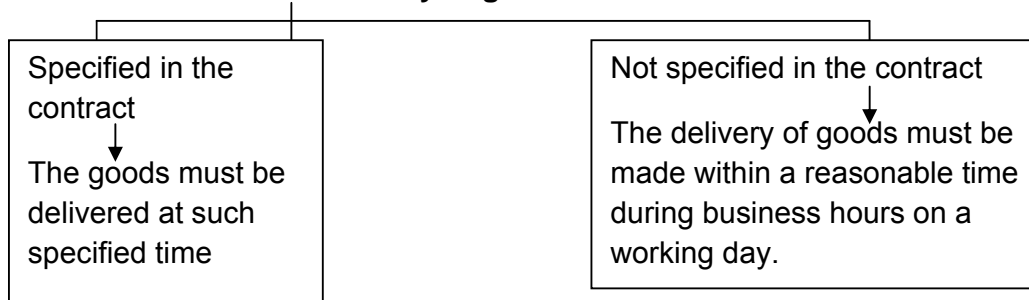 Specified in the
contract
The goods must be
delivered at such
specified time
Not specified in the contract
The delivery of goods must be
made within a reasonable time
during business hours on a
working day.